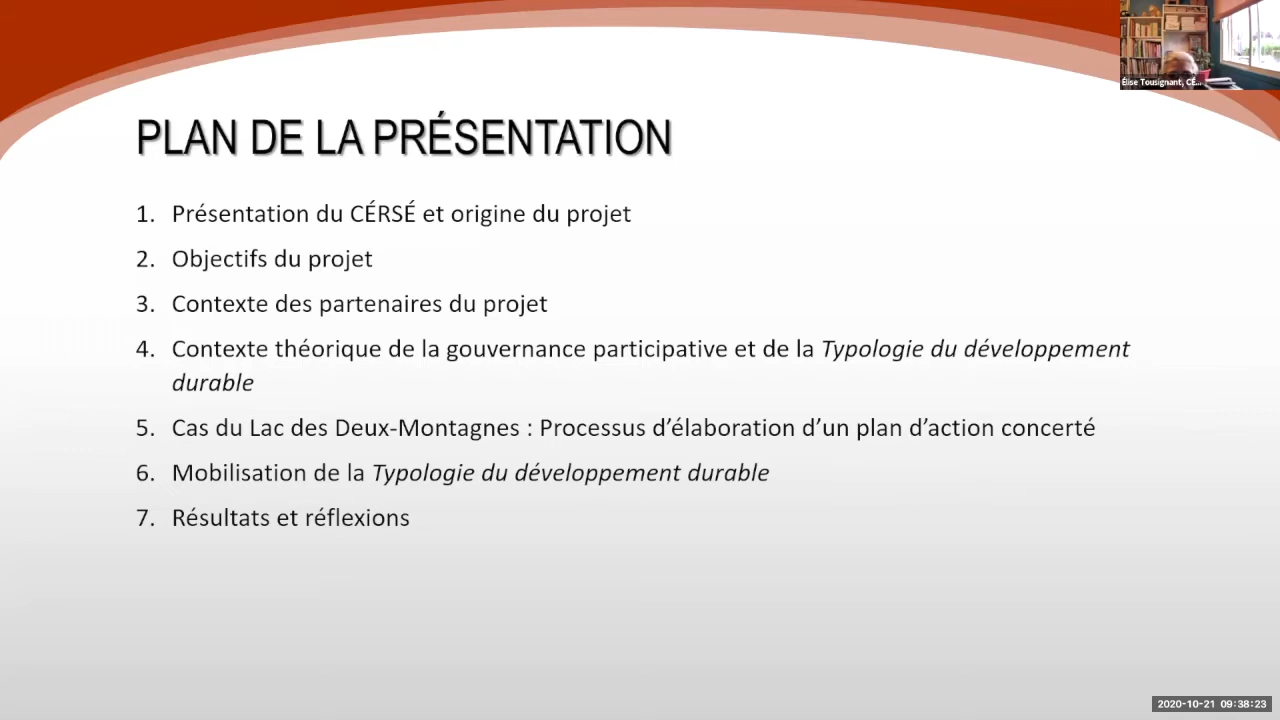 Élise Tousignant, CÉ...
PLAN DE LA PRÉSENTATION
1. Présentation du CÉRSÉ et origine du projet
2. Objectifs du projet
3. Contexte des partenaires du projet
4. Contexte théorique de la gouvernance participative et de la Typologie du développement
durable
5. Cas du Lac des Deux-Montagnes : Processus d’élaboration d’un plan d’action concerté
6. Mobilisation de la Typologie du développement durable
7. Résultats et réflexions
2020-10-21 09:38:23